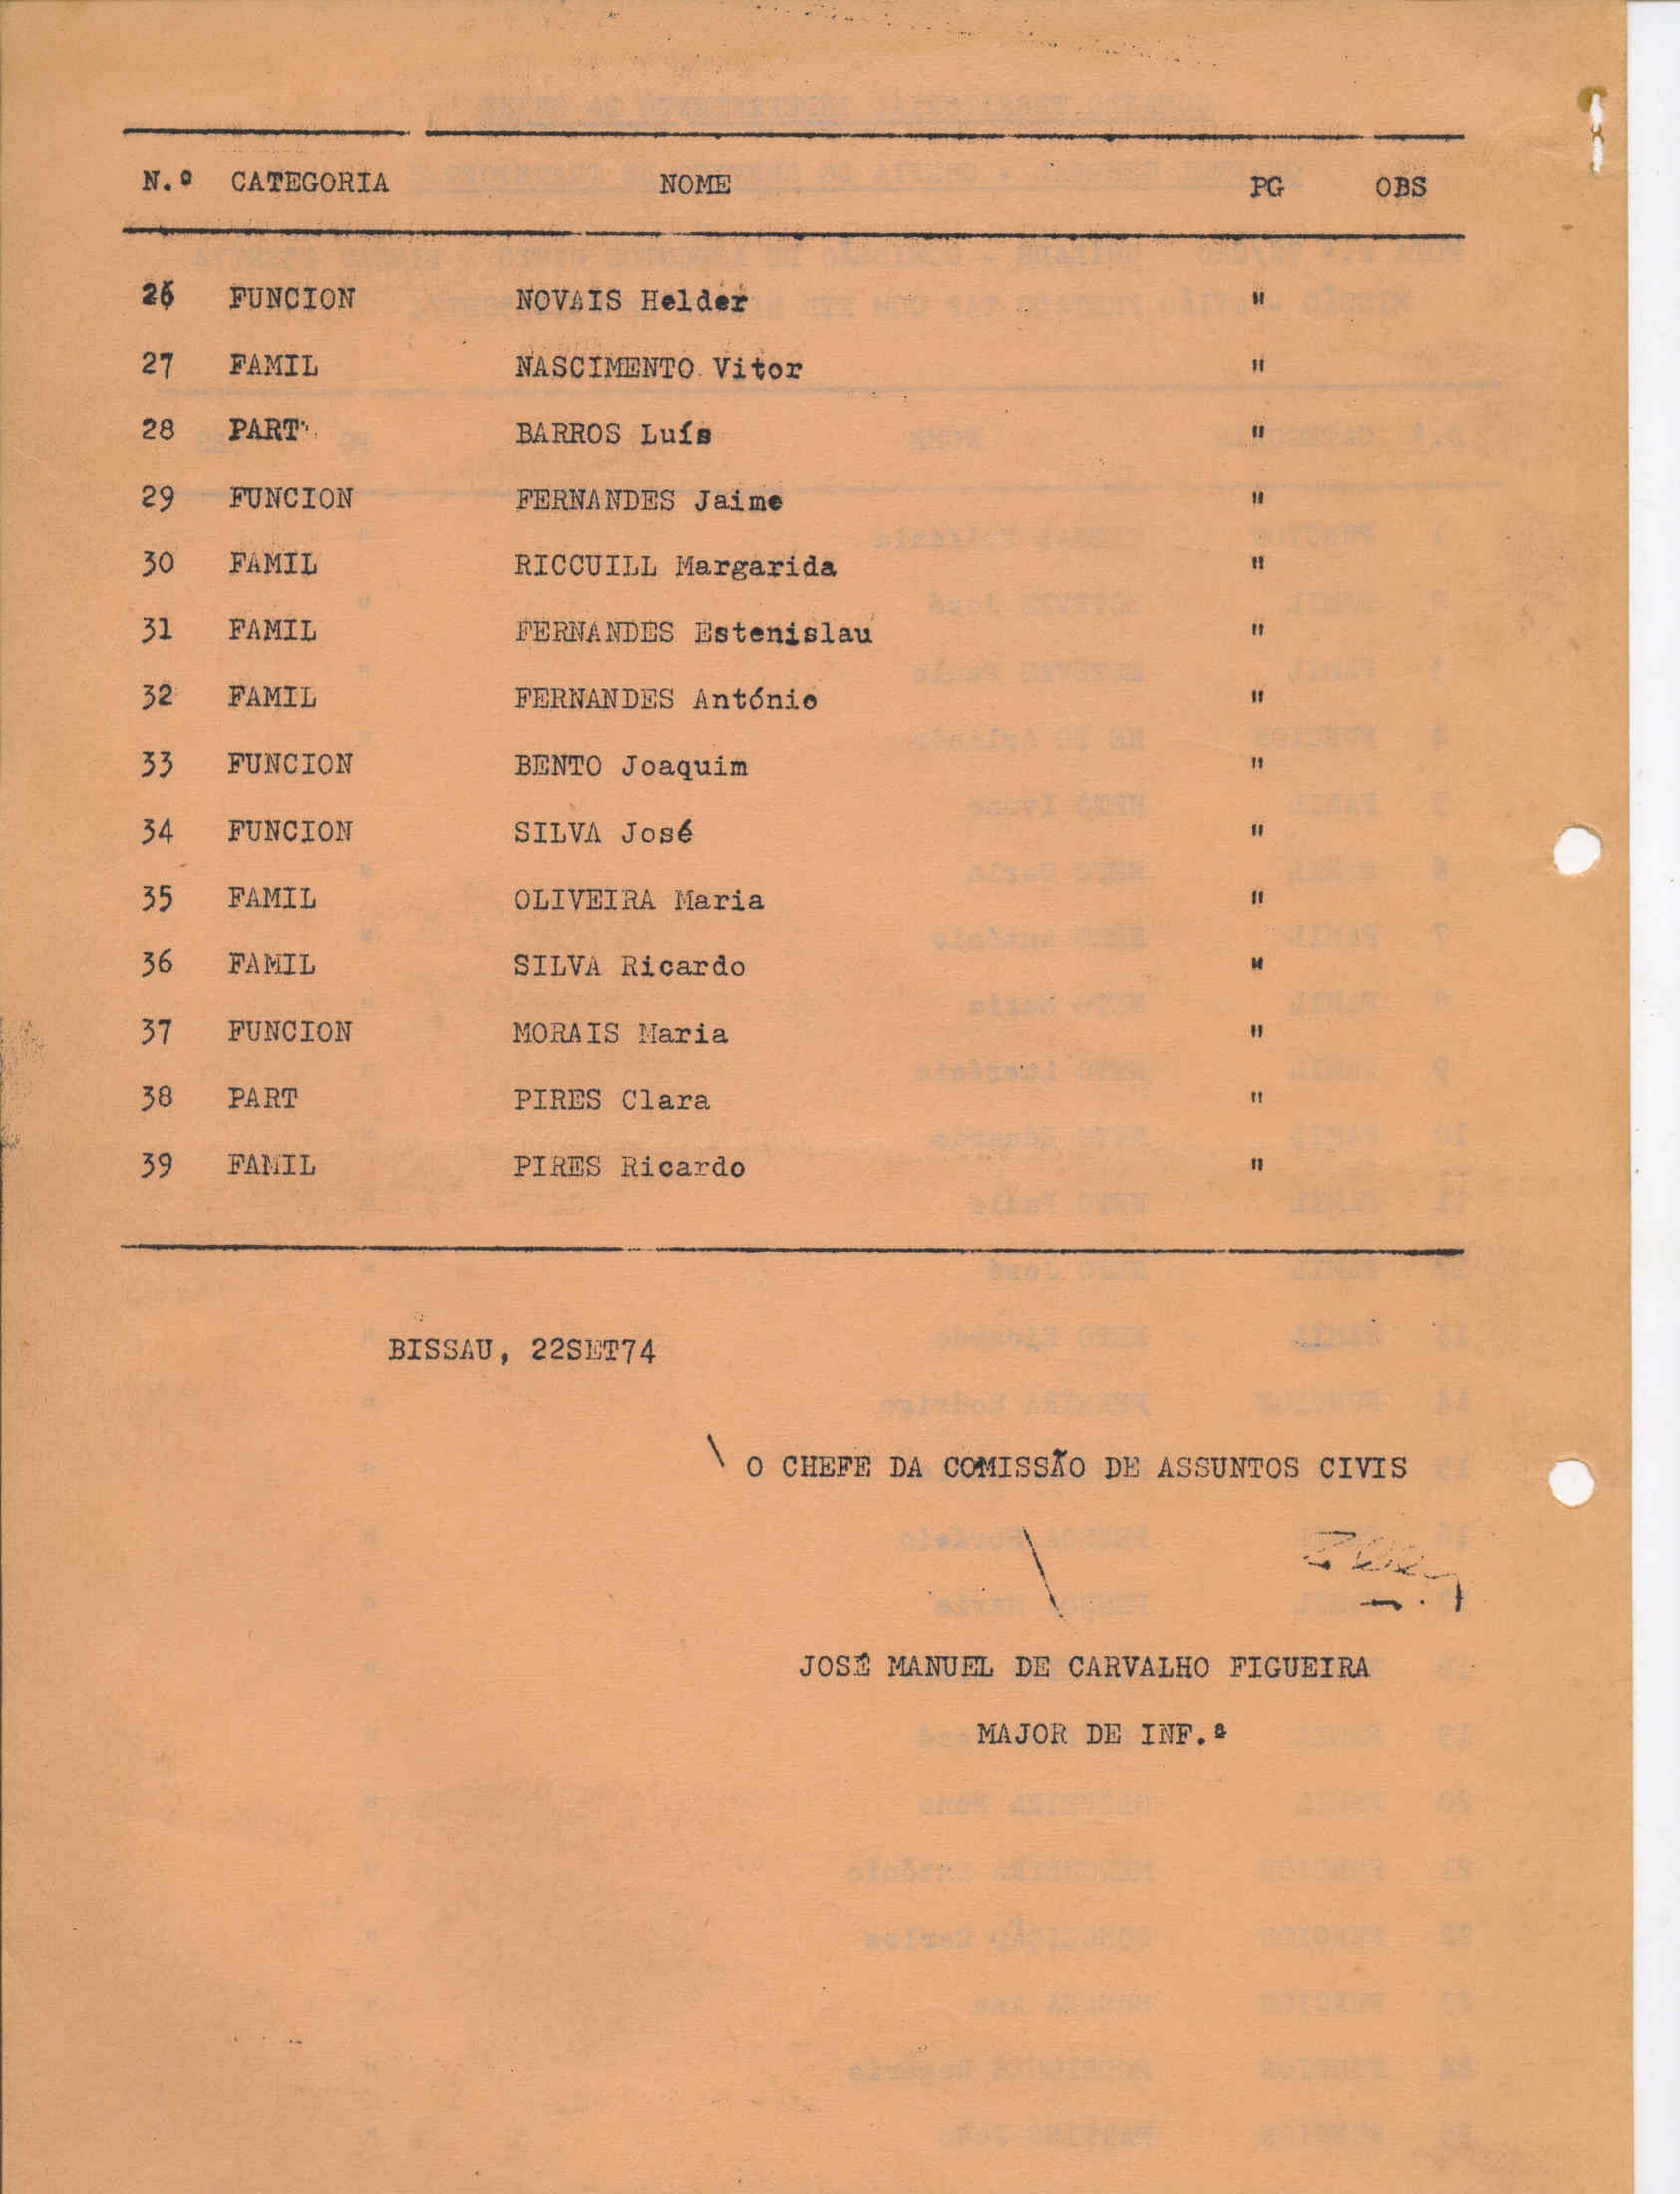 N.º CATEGORIA NOME PG OBS
26 FUNCION NOVAIS Helder "
27 FAMIL NASCIMENTO Vitor "
28 PART. BARROS Luís "
29 FUNCION FERNANDES Jaime "
30 FAMIL RICCUILL Margarida "
31 FAMIL FERNANDES Estenislau "
32 FAMIL FERNANDES António "
33 FUNCION BENTO Joaquim "
34 FUNCION SILVA José "
35 FAMIL OLIVEIRA Maria "
36 FAMIL SILVA Ricardo "
37 FUNCION MORAIS Maria "
38 PART PIRES Clara "
39 FAMIL PIRES Ricardo "
BISSAU, 22SET74
O CHEFE DA COMISSÃO DE ASSUNTOS CIVIS
JOSÉ MANUEL DE CARVALHO FIGUEIRA
MAJOR DE INF.ª